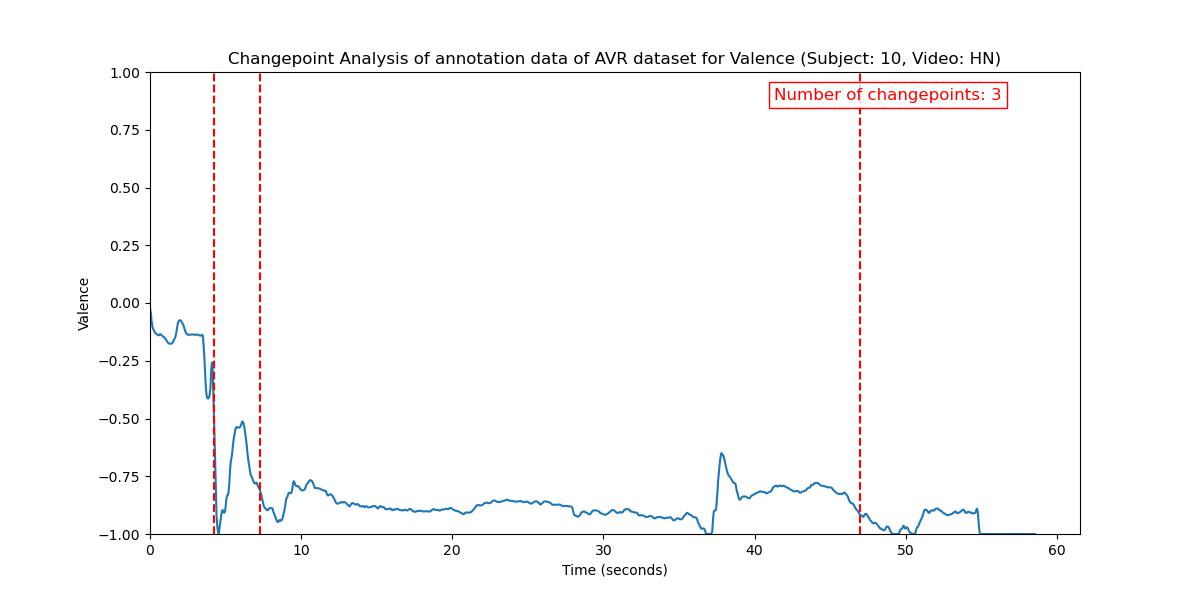 Changepoint Analysis of annotation data of AVR dataset for Valence (Subject: 10, Video: HN)
Number of changepoints: 3
1.00
0.75
0.50
0.25
0.00
−0.25
−0.50
−0.75
−1.00
Valence
0 10 20 30 40 50 60
Time (seconds)